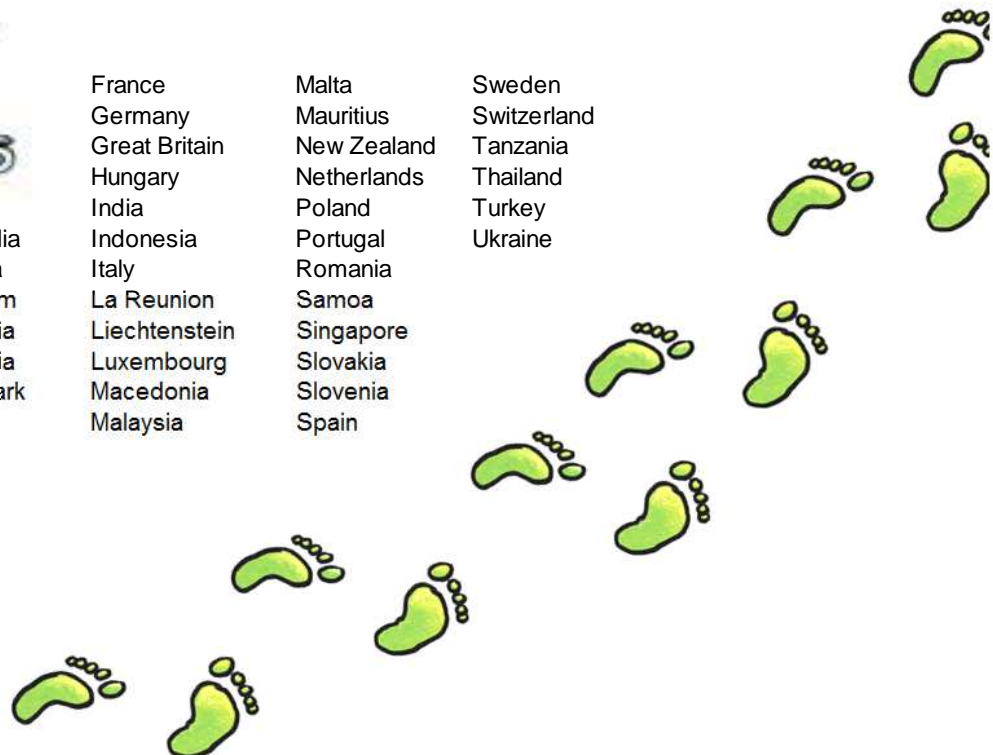 France
Germany
Great Britain
Hungary
India
Indonesia
Italy
La Reunion
Liechtenstein
Luxembourg
Macedonia
Malaysia
Malta
Mauritius
New Zealand
Netherlands
Poland
Portugal
Romania
Samoa
Singapore
Slovakia
Slovenia
Spain
Sweden
Switzerland
Tanzania
Thailand
Turkey
Ukraine